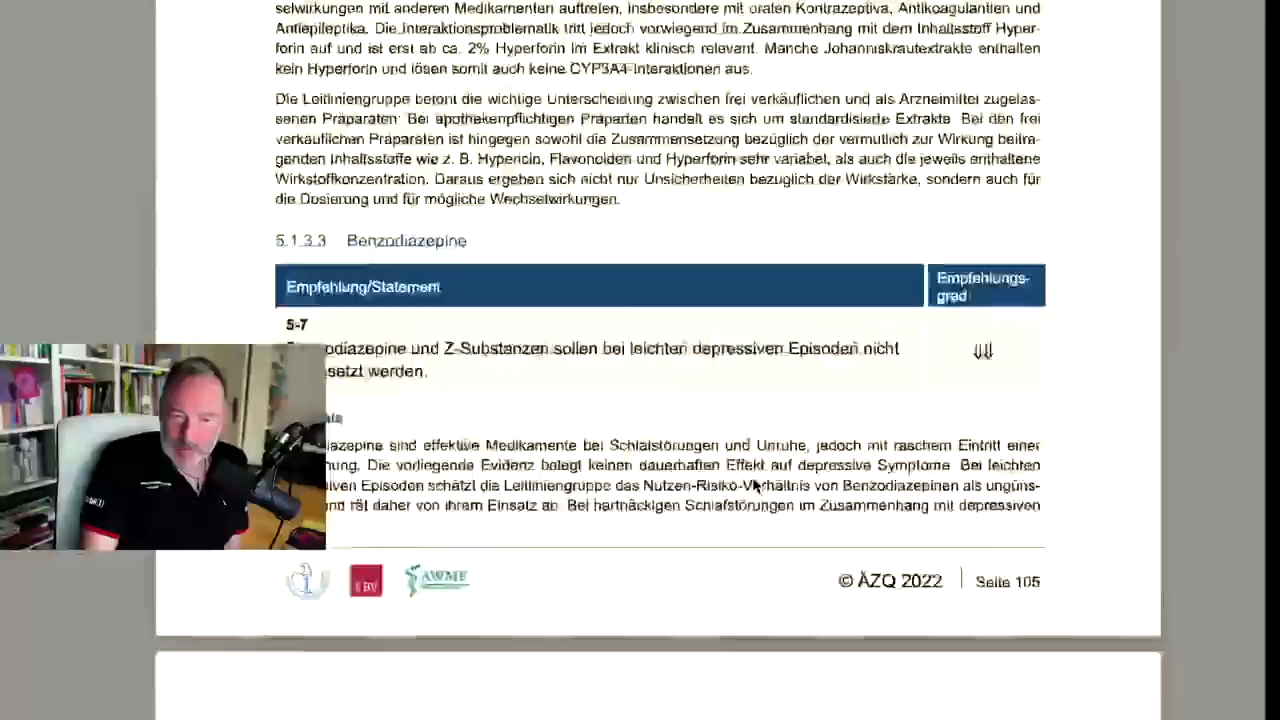 selwirkungen mit anderen Medikamenten auftreten, insbesondere mit oralen Kontrazeptiva, Antikoagulantien und
Antiepileptika. Die Interaktionsproblematik tritt jedoch vorwiegend im Zusammenhang mit dem Inhaltsstoff Hyper-
forin auf und ist erst ab ca. 2% Hyperforin im Extrakt klinisch relevant. Manche Johanniskrautextrakte enthalten
kein Hyperforin und lösen somit auch keine CYP3A4-Interaktionen aus.
Die Leitliniengruppe betont die wichtige Unterscheidung zwischen frei verkäuflichen und als Arzneimittel zugelas-
senen Präparaten: Bei apothekenpflichtigen Präparaten handelt es sich um standardisierte Extrakte. Bei den frei
verkäuflichen Präparaten ist hingegen sowohl die Zusammensetzung bezüglich der vermutlich zur Wirkung beitra-
genden Inhaltsstoffe wie z. B. Hypericin, Flavonoiden und Hyperforin sehr variabel, als auch die jeweils enthaltene
Wirkstoffkonzentration. Daraus ergeben sich nicht nur Unsicherheiten bezüglich der Wirkstärke, sondern auch für
die Dosierung und für mögliche Wechselwirkungen.
5.1.3.3 Benzodiazepine
Empfehlung/Statement
Empfehlungs-
grad
5-7
odiazepine und Z-Substanzen sollen bei leichten depressiven Episoden nicht
setzt werden.
⇓⇓
iazepine sind effektive Medikamente bei Schlafstörungen und Unruhe, jedoch mit raschem Eintritt einer
nung. Die vorliegende Evidenz belegt keinen dauerhaften Effekt auf depressive Symptome. Bei leichten
iven Episoden schätzt die Leitliniengruppe das Nutzen-Risiko-Verhältnis von Benzodiazepinen als ungüns-
nd rät daher von ihrem Einsatz ab. Bei hartnäckigen Schlafstörungen im Zusammenhang mit depressiven
KBV
AWMF
© ÄZQ 2022
Seite 105